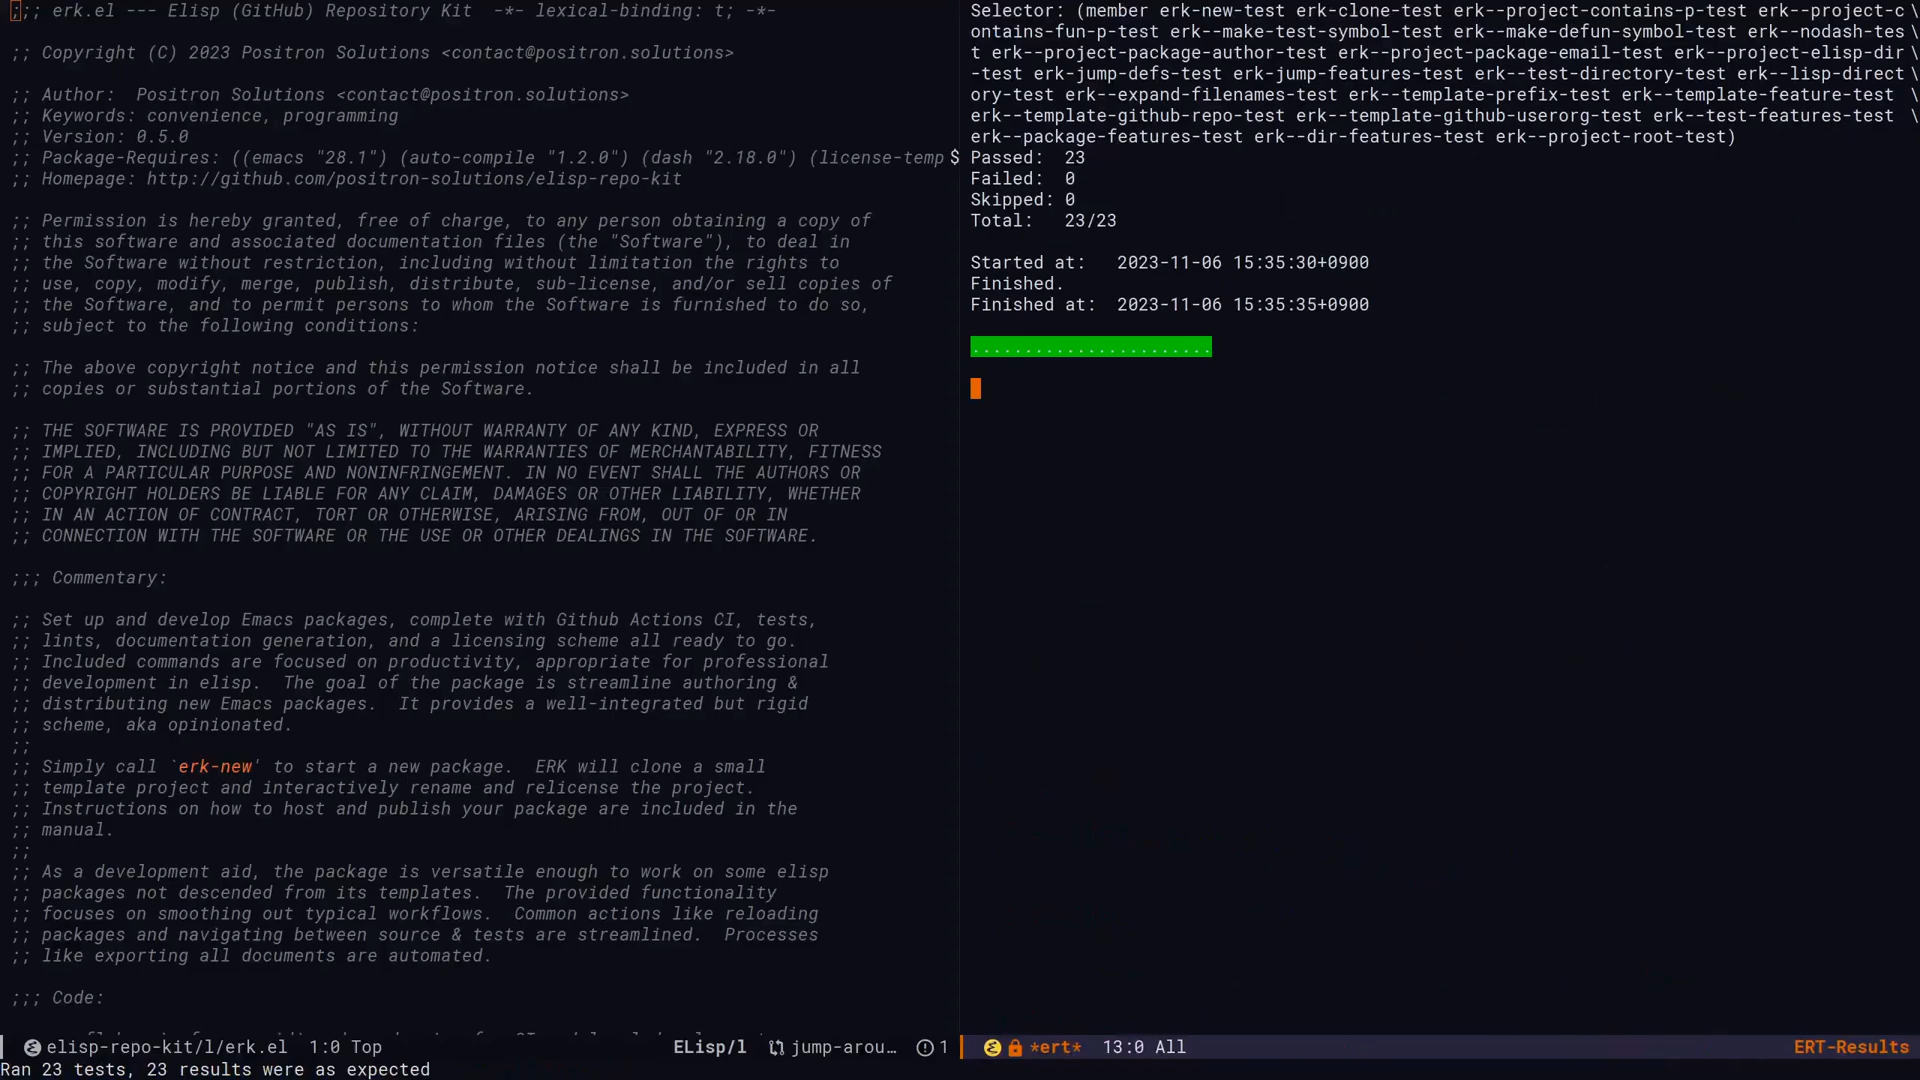 ;;; erk.el --- Elisp (GitHub) Repository Kit  -*- lexical-binding: t; -*-

;; Copyright (C) 2023 Positron Solutions <contact@positron.solutions>

;; Author:  Positron Solutions <contact@positron.solutions>
;; Keywords: convenience, programming
;; Version: 0.5.0
;; Package-Requires: ((emacs "28.1") (auto-compile "1.2.0") (dash "2.18.0") (license-temp $
;; Homepage: http://github.com/positron-solutions/elisp-repo-kit

;; Permission is hereby granted, free of charge, to any person obtaining a copy of
;; this software and associated documentation files (the "Software"), to deal in
;; the Software without restriction, including without limitation the rights to
;; use, copy, modify, merge, publish, distribute, sub-license, and/or sell copies of
;; the Software, and to permit persons to whom the Software is furnished to do so,
;; subject to the following conditions:

;; The above copyright notice and this permission notice shall be included in all
;; copies or substantial portions of the Software.

;; THE SOFTWARE IS PROVIDED "AS IS", WITHOUT WARRANTY OF ANY KIND, EXPRESS OR
;; IMPLIED, INCLUDING BUT NOT LIMITED TO THE WARRANTIES OF MERCHANTABILITY, FITNESS
;; FOR A PARTICULAR PURPOSE AND NONINFRINGEMENT. IN NO EVENT SHALL THE AUTHORS OR
;; COPYRIGHT HOLDERS BE LIABLE FOR ANY CLAIM, DAMAGES OR OTHER LIABILITY, WHETHER
;; IN AN ACTION OF CONTRACT, TORT OR OTHERWISE, ARISING FROM, OUT OF OR IN
;; CONNECTION WITH THE SOFTWARE OR THE USE OR OTHER DEALINGS IN THE SOFTWARE.

;;; Commentary:

;; Set up and develop Emacs packages, complete with Github Actions CI, tests,
;; lints, documentation generation, and a licensing scheme all ready to go.
;; Included commands are focused on productivity, appropriate for professional
;; development in elisp.  The goal of the package is streamline authoring &
;; distributing new Emacs packages.  It provides a well-integrated but rigid
;; scheme, aka opinionated.
;;
;; Simply call `erk-new' to start a new package.  ERK will clone a small
;; template project and interactively rename and relicense the project.
;; Instructions on how to host and publish your package are included in the
;; manual.
;;
;; As a development aid, the package is versatile enough to work on some elisp
;; packages not descended from its templates.  The provided functionality
;; focuses on smoothing out typical workflows.  Common actions like reloading
;; packages and navigating between source & tests are streamlined.  Processes
;; like exporting all documents are automated.

;;; Code:

elisp-repo-kit/l/erk.el  1:0 Top ELisp/l jump-arou… 1
Selector: (member erk-new-test erk-clone-test erk--project-contains-p-test erk--project-c\
ontains-fun-p-test erk--make-test-symbol-test erk--make-defun-symbol-test erk--nodash-tes\
t erk--project-package-author-test erk--project-package-email-test erk--project-elisp-dir\
-test erk-jump-defs-test erk-jump-features-test erk--test-directory-test erk--lisp-direct\
ory-test erk--expand-filenames-test erk--template-prefix-test erk--template-feature-test \
erk--template-github-repo-test erk--template-github-userorg-test erk--test-features-test \
erk--package-features-test erk--dir-features-test erk--project-root-test)
Passed:  23
Failed:  0
Skipped: 0
Total:   23/23

Started at:   2023-11-06 15:35:30+0900
Finished.
Finished at:  2023-11-06 15:35:35+0900

.......................

*ert*  13:0 All ERT-Results
Ran 23 tests, 23 results were as expected